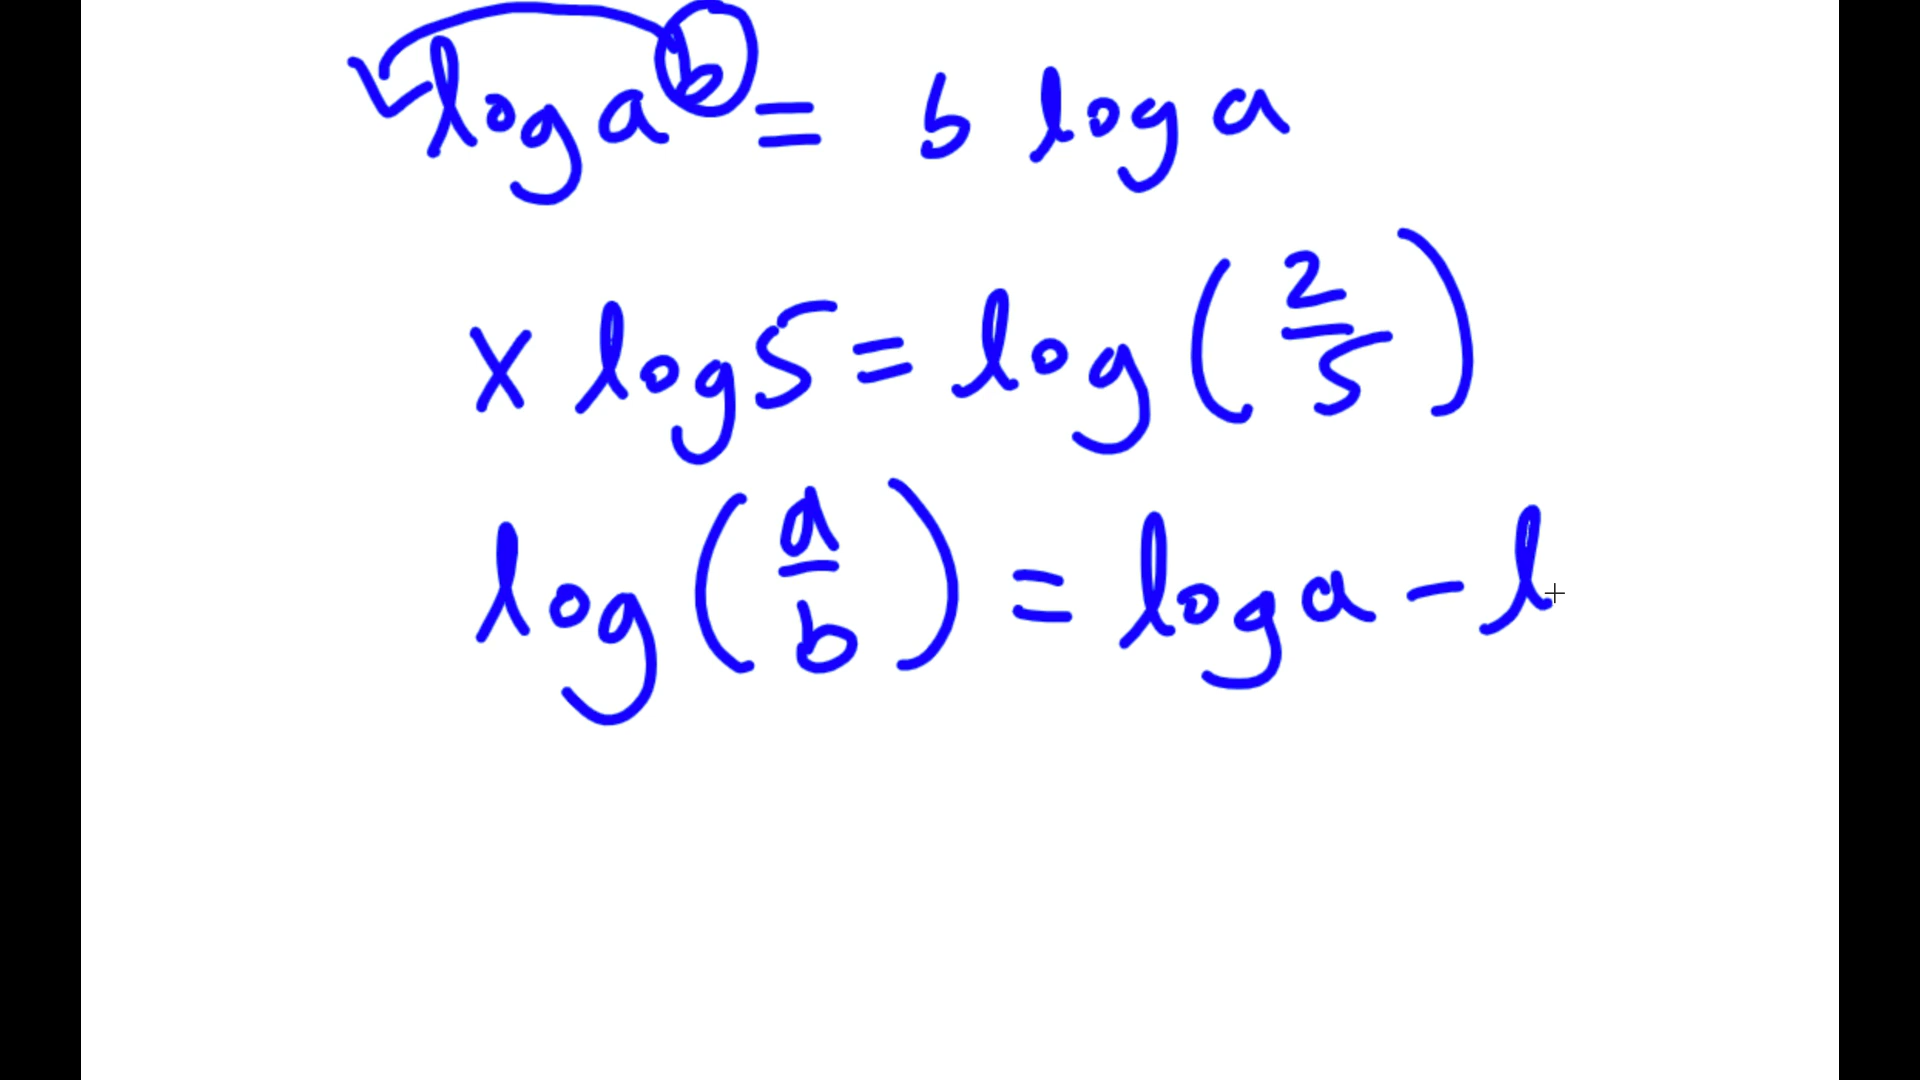 log a^b = b log a
x log 5 = log (2/5)
log (a/b) = log a - l